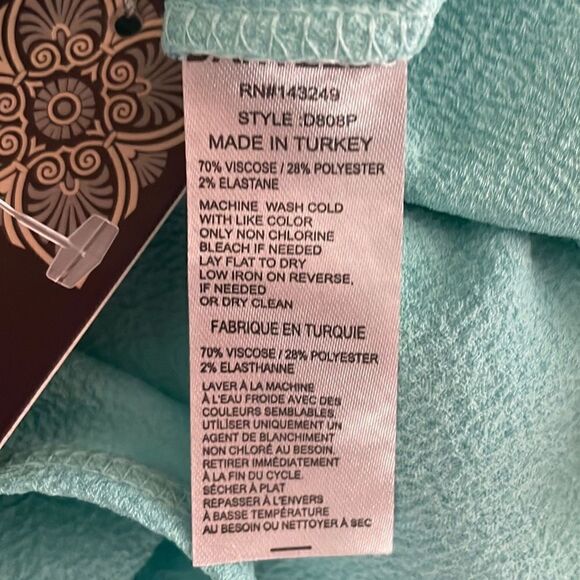 RN#143249
STYLE :D808P
MADE IN TURKEY
70% VISCOSE / 28% POLYESTER
2% ELASTANE
MACHINE WASH COLD
WITH LIKE COLOR
ONLY NON CHLORINE
BLEACH IF NEEDED
LAY FLAT TO DRY
LOW IRON ON REVERSE,
IF NEEDED
OR DRY CLEAN
FABRIQUE EN TURQUIE
70% VISCOSE / 28% POLYESTER
2% ELASTHANNE
LAVER À LA MACHINE
À L'EAU FROIDE AVEC DES
COULEURS SEMBLABLES.
UTILISER UNIQUEMENT UN
AGENT DE BLANCHIMENT
NON CHLORÉ AU BESOIN.
RETIRER IMMÉDIATEMENT
À LA FIN DU CYCLE.
SÉCHER À PLAT
REPASSER À L'ENVERS
À BASSE TEMPÉRATURE
AU BESOIN OU NETTOYER À SEC